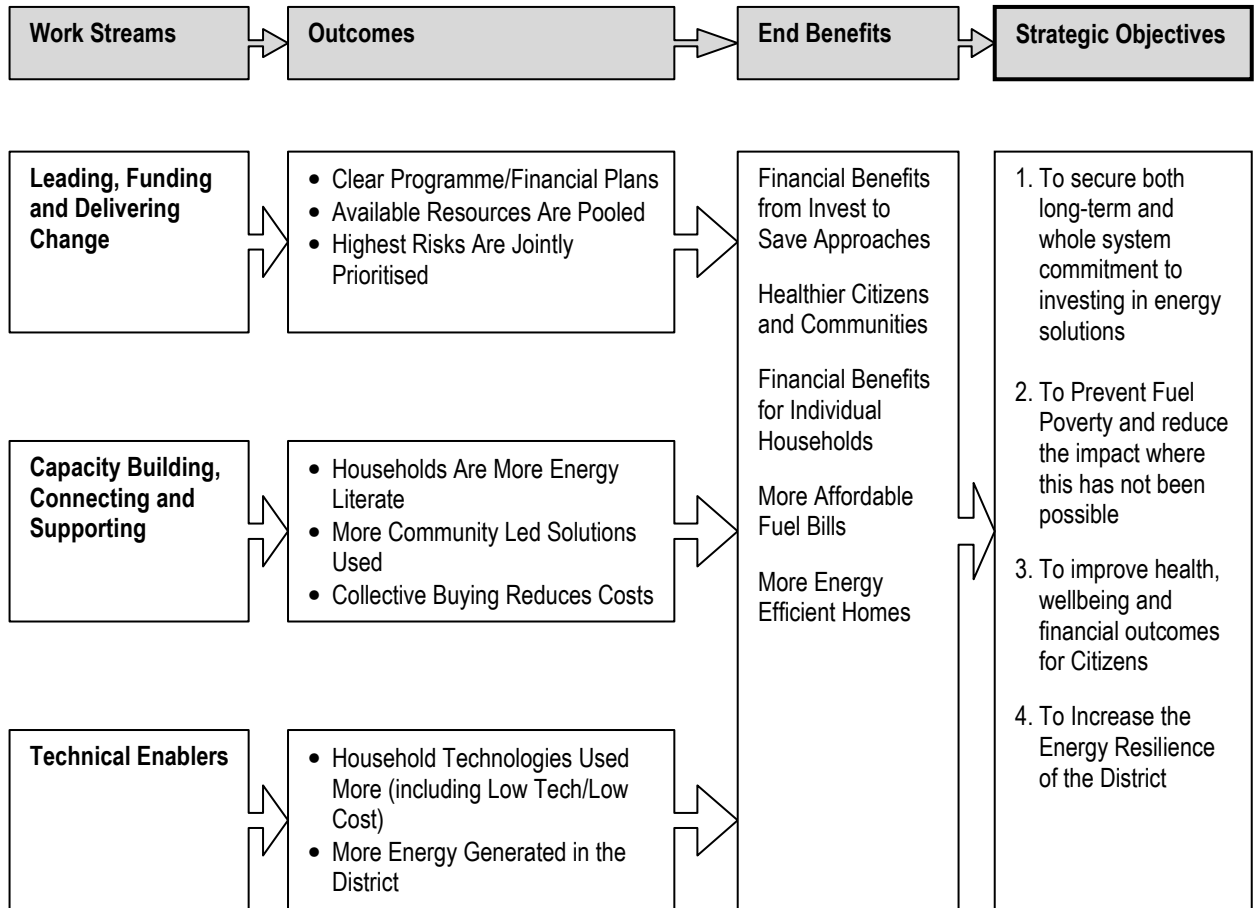 Work Streams
Outcomes
End Benefits
Strategic Objectives
Leading, Funding
and Delivering
Change
• Clear Programme/Financial Plans
• Available Resources Are Pooled
• Highest Risks Are Jointly
Prioritised
Capacity Building,
Connecting and
Supporting
• Households Are More Energy
Literate
• More Community Led Solutions
Used
• Collective Buying Reduces Costs
Technical Enablers
• Household Technologies Used
More (including Low Tech/Low
Cost)
• More Energy Generated in the
District
Financial Benefits
from Invest to
Save Approaches
Healthier Citizens
and Communities
Financial Benefits
for Individual
Households
More Affordable
Fuel Bills
More Energy
Efficient Homes
1. To secure both
long-term and
whole system
commitment to
investing in energy
solutions
2. To Prevent Fuel
Poverty and reduce
the impact where
this has not been
possible
3. To improve health,
wellbeing and
financial outcomes
for Citizens
4. To Increase the
Energy Resilience
of the District